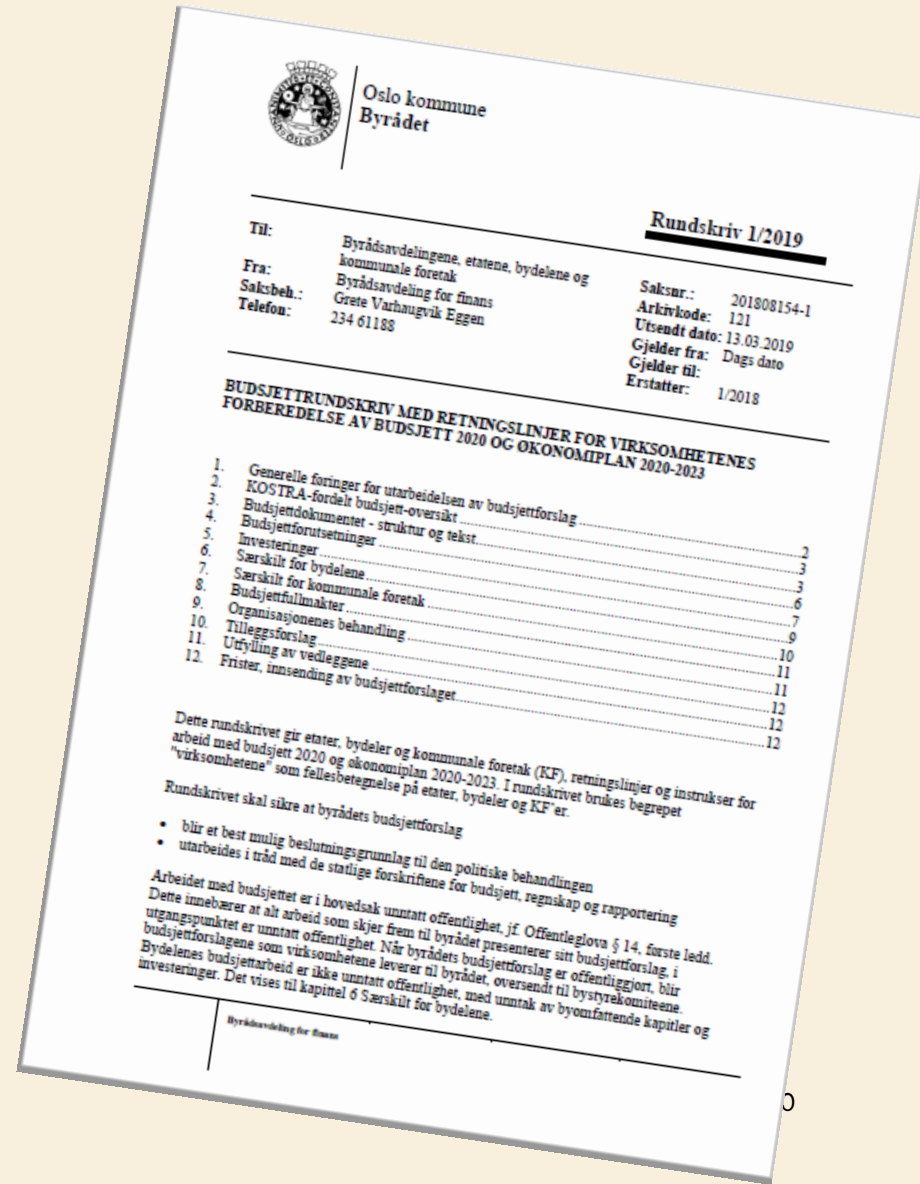 Oslo kommune
Byrådet
Rundskriv 1/2019
Til: Byrådsavdelingene, etatene, bydelene og
kommunale foretak
Fra: Byrådsavdeling for finans
Saksbeh.: Grete Varhaugvik Eggen
Telefon: 234 61188
Saksnr.: 201808154-1
Arkivkode: 121
Utsendt dato: 13.03.2019
Gjelder fra: Dags dato
Gjelder til:
Erstatter: 1/2018
BUDSJETTRUNDSKRIV MED RETNINGSLINJER FOR VIRKSOMHETENES
FORBEREDELSE AV BUDSJETT 2020 OG ØKONOMIPLAN 2020-2023
1. Generelle føringer for utarbeidelsen av budsjettforslag 2
2. KOSTRA-fordelt budsjett-oversikt 3
3. Budsjettdokumentet - struktur og tekst 3
4. Budsjettforutsetninger 6
5. Investeringer 7
6. Særskilt for bydelene 9
7. Særskilt for kommunale foretak 10
8. Budsjettfullmakter 11
9. Organisasjonenes behandling 11
10. Tilleggsforslag 12
11. Utfylling av vedleggene 12
12. Frister, innsending av budsjettforslaget 12
Dette rundskrivet gir etater, bydeler og kommunale foretak (KF), retningslinjer og instrukser for
arbeid med budsjett 2020 og økonomiplan 2020-2023. I rundskrivet brukes begrepet
"virksomhetene" som fellesbetegnelse på etater, bydeler og KF'er.
Rundskrivet skal sikre at byrådets budsjettforslag
• blir et best mulig beslutningsgrunnlag til den politiske behandlingen
• utarbeides i tråd med de statlige forskriftene for budsjett, regnskap og rapportering
Arbeidet med budsjettet er i hovedsak unntatt offentlighet, jf. Offentleglova § 14, første ledd.
Dette innebærer at alt arbeid som skjer frem til byrådet presenterer sitt budsjettforslag, i
utgangspunktet er unntatt offentlighet. Når byrådets budsjettforslag er offentliggjort, blir
budsjettforslagene som virksomhetene leverer til byrådet, oversendt til bystyrekomiteene.
Bydelenes budsjettarbeid er ikke unntatt offentlighet, med unntak av byomfattende kapitler og
investeringer. Det vises til kapittel 6 Særskilt for bydelene.
Byrådsavdeling for finans
0